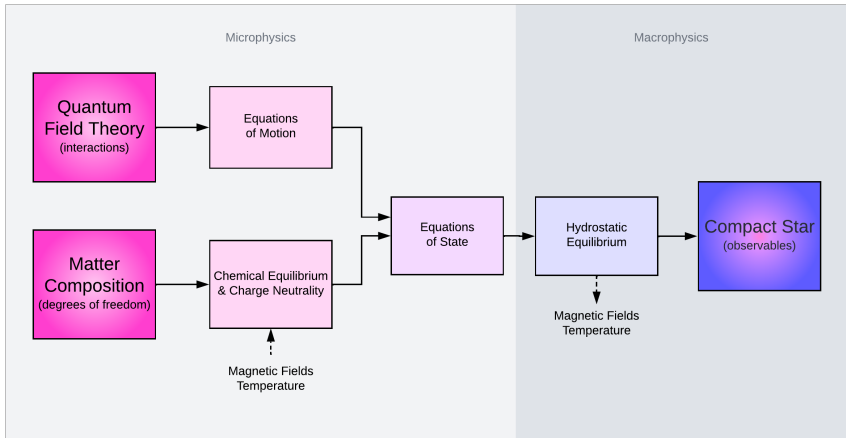 Microphysics
Macrophysics
Quantum
Field Theory
(interactions)
Equations
of Motion
Matter
Composition
(degrees of freedom)
Chemical Equilibrium
& Charge Neutrality
Magnetic Fields
Temperature
Equations
of State
Hydrostatic
Equilibrium
Magnetic Fields
Temperature
Compact Star
(observables)